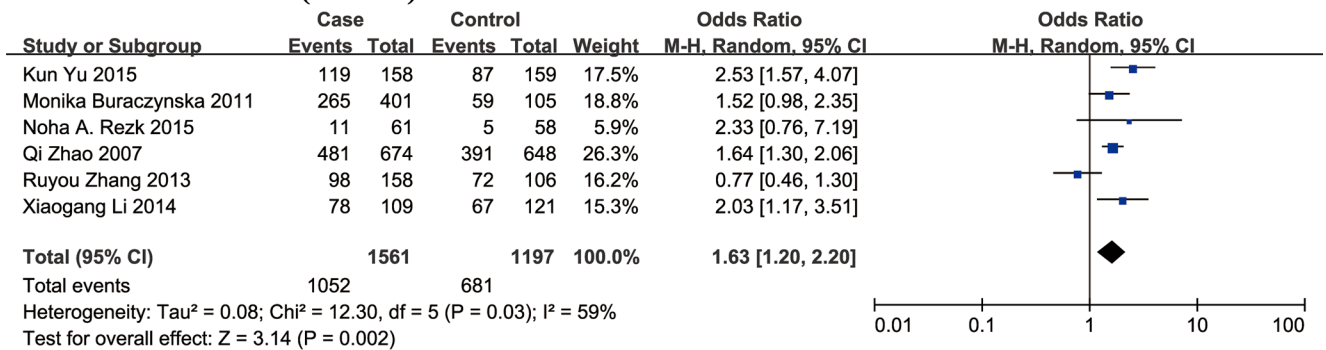 Case Control Odds Ratio Odds Ratio
Study or Subgroup Events Total Events Total Weight M-H, Random, 95% CI M-H, Random, 95% CI
Kun Yu 2015 119 158 87 159 17.5% 2.53 [1.57, 4.07]
Monika Buraczynska 2011 265 401 59 105 18.8% 1.52 [0.98, 2.35]
Noha A. Rezk 2015 11 61 5 58 5.9% 2.33 [0.76, 7.19]
Qi Zhao 2007 481 674 391 648 26.3% 1.64 [1.30, 2.06]
Ruyou Zhang 2013 98 158 72 106 16.2% 0.77 [0.46, 1.30]
Xiaogang Li 2014 78 109 67 121 15.3% 2.03 [1.17, 3.51]
Total (95% CI) 1561 1197 100.0% 1.63 [1.20, 2.20]
Total events 1052 681
Heterogeneity: Tau² = 0.08; Chi² = 12.30, df = 5 (P = 0.03); I² = 59%
Test for overall effect: Z = 3.14 (P = 0.002)
0.01 0.1 1 10 100